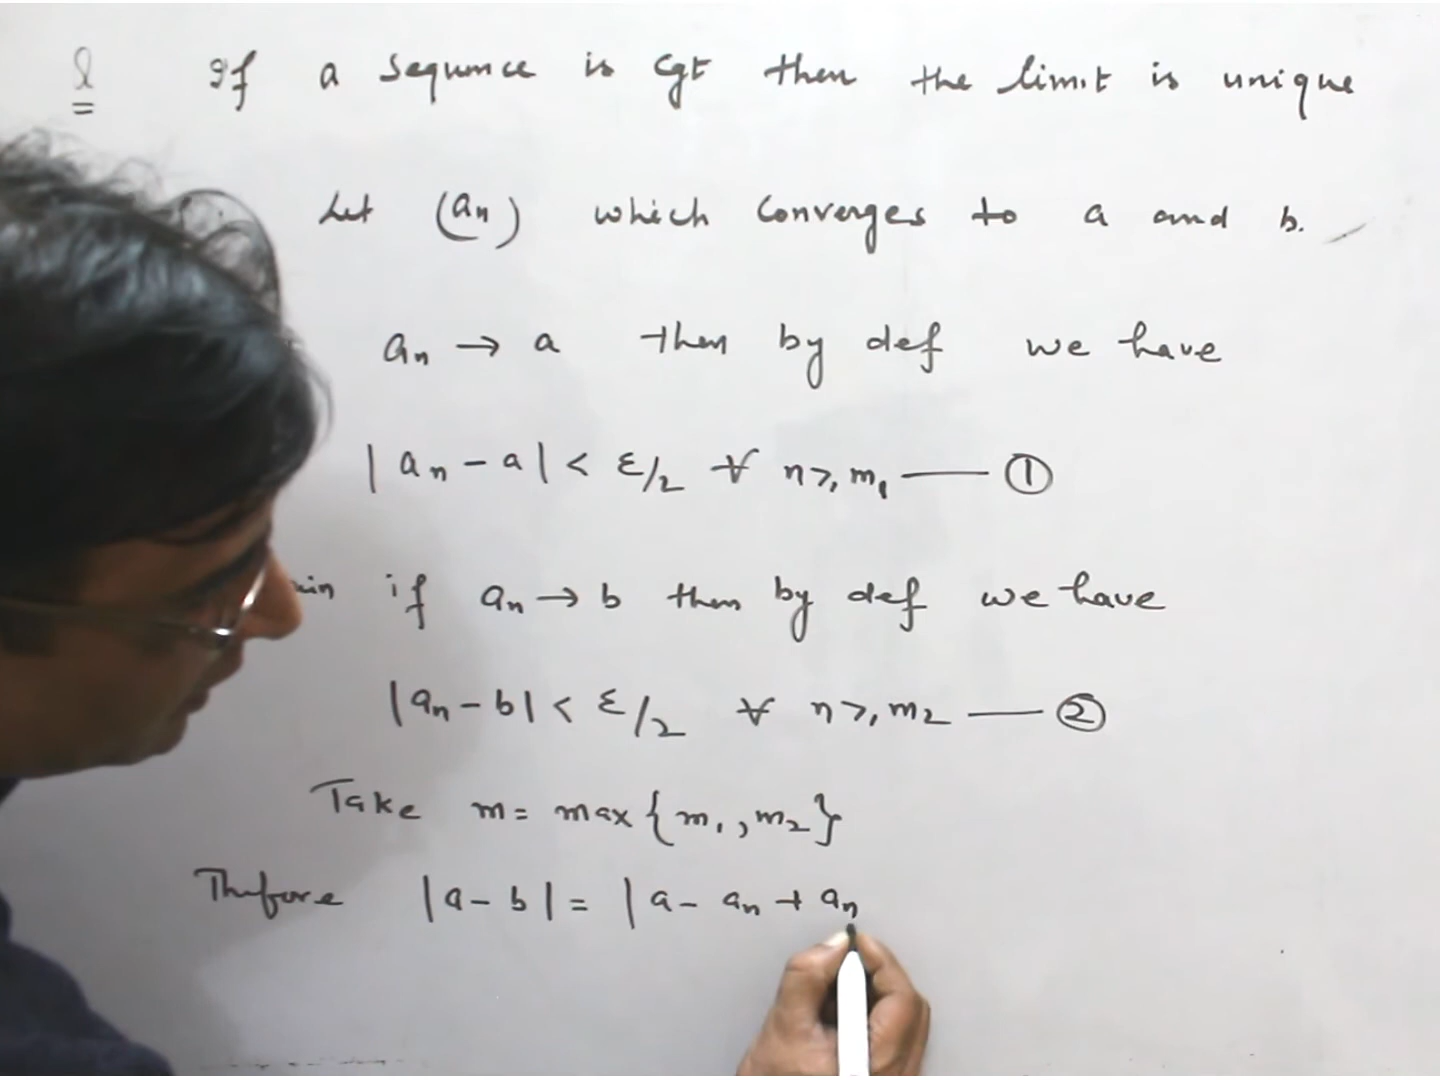 If a sequnce is cgt then the limit is unique
Let (aₙ) which converges to a and b.
aₙ → a then by def we have
|aₙ - a| < ε/2 ∀ n ≥ m₁ —— ①
if aₙ → b then by def we have
|aₙ - b| < ε/2 ∀ n ≥ m₂ —— ②
Take m = max{m₁, m₂}
|a - b| = |a - aₙ + aₙ